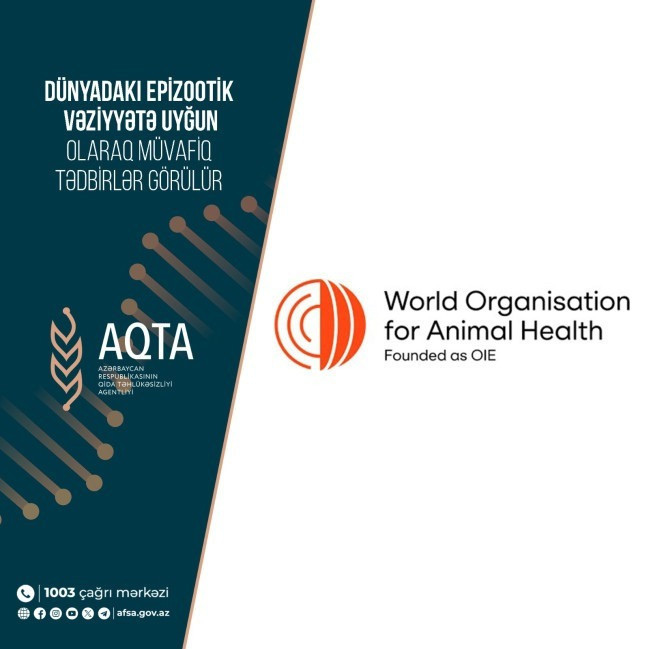 DÜNYADAKI EPİZOOTİK
VƏZİYYƏTƏ UYĞUN
OLARAQ MÜVAFİQ
TƏDBİRLƏR GÖRÜLÜR
AQTA
AZƏRBAYCAN
RESPUBLİKASININ
QİDA TƏHLÜKƏSİZLİYİ
AGENTLİYİ
World Organisation
for Animal Health
Founded as OIE
1003 çağrı mərkəzi
afsa.gov.az